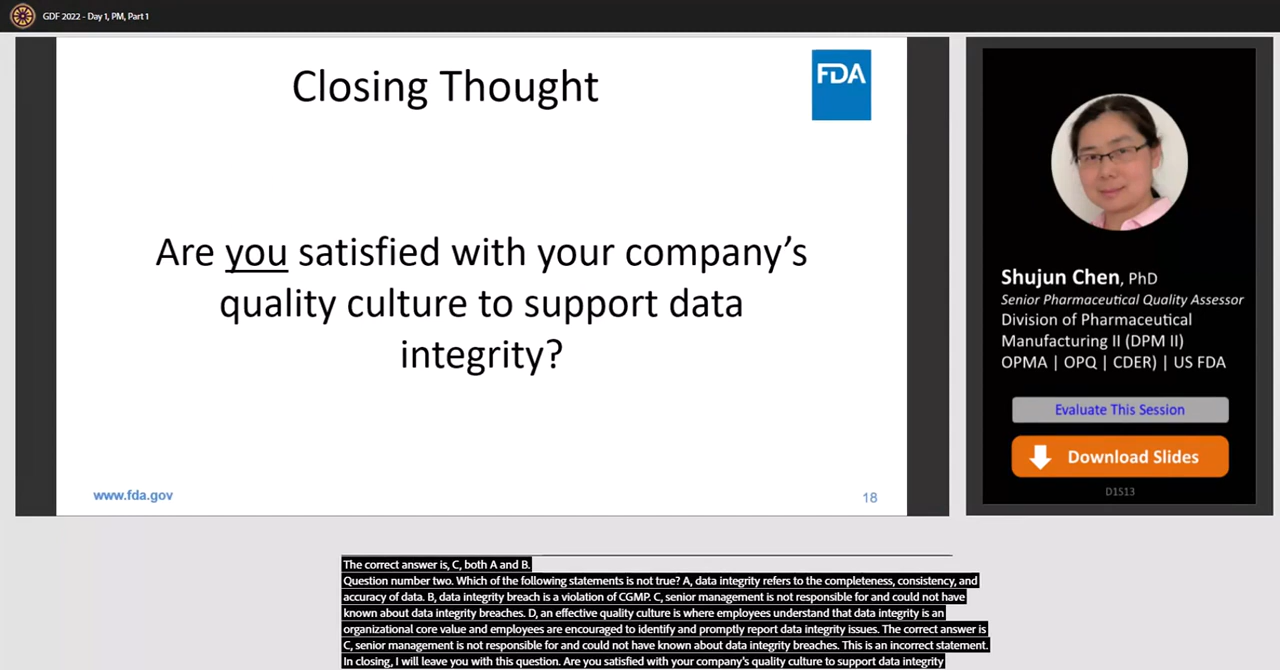 GDF 2022 - Day 1, PM, Part 1
Closing Thought
FDA
Are you satisfied with your company's
quality culture to support data
integrity?
www.fda.gov
18
Shujun Chen, PhD
Senior Pharmaceutical Quality Assessor
Division of Pharmaceutical
Manufacturing II (DPM II)
OPMA | OPQ | CDER) | US FDA
Evaluate This Session
Download Slides
D1513
The correct answer is, C, both A and B.
Question number two. Which of the following statements is not true? A, data integrity refers to the completeness, consistency, and
accuracy of data. B, data integrity breach is a violation of CGMP. C, senior management is not responsible for and could not have
known about data integrity breaches. D, an effective quality culture is where employees understand that data integrity is an
organizational core value and employees are encouraged to identify and promptly report data integrity issues. The correct answer is
C, senior management is not responsible for and could not have known about data integrity breaches. This is an incorrect statement.
In closing, I will leave you with this question. Are you satisfied with your company's quality culture to support data integrity